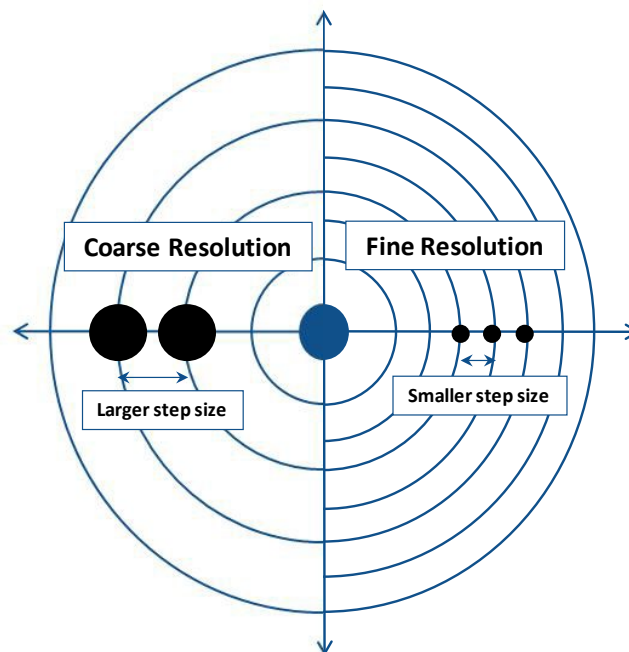 Coarse Resolution
Fine Resolution
Larger step size
Smaller step size